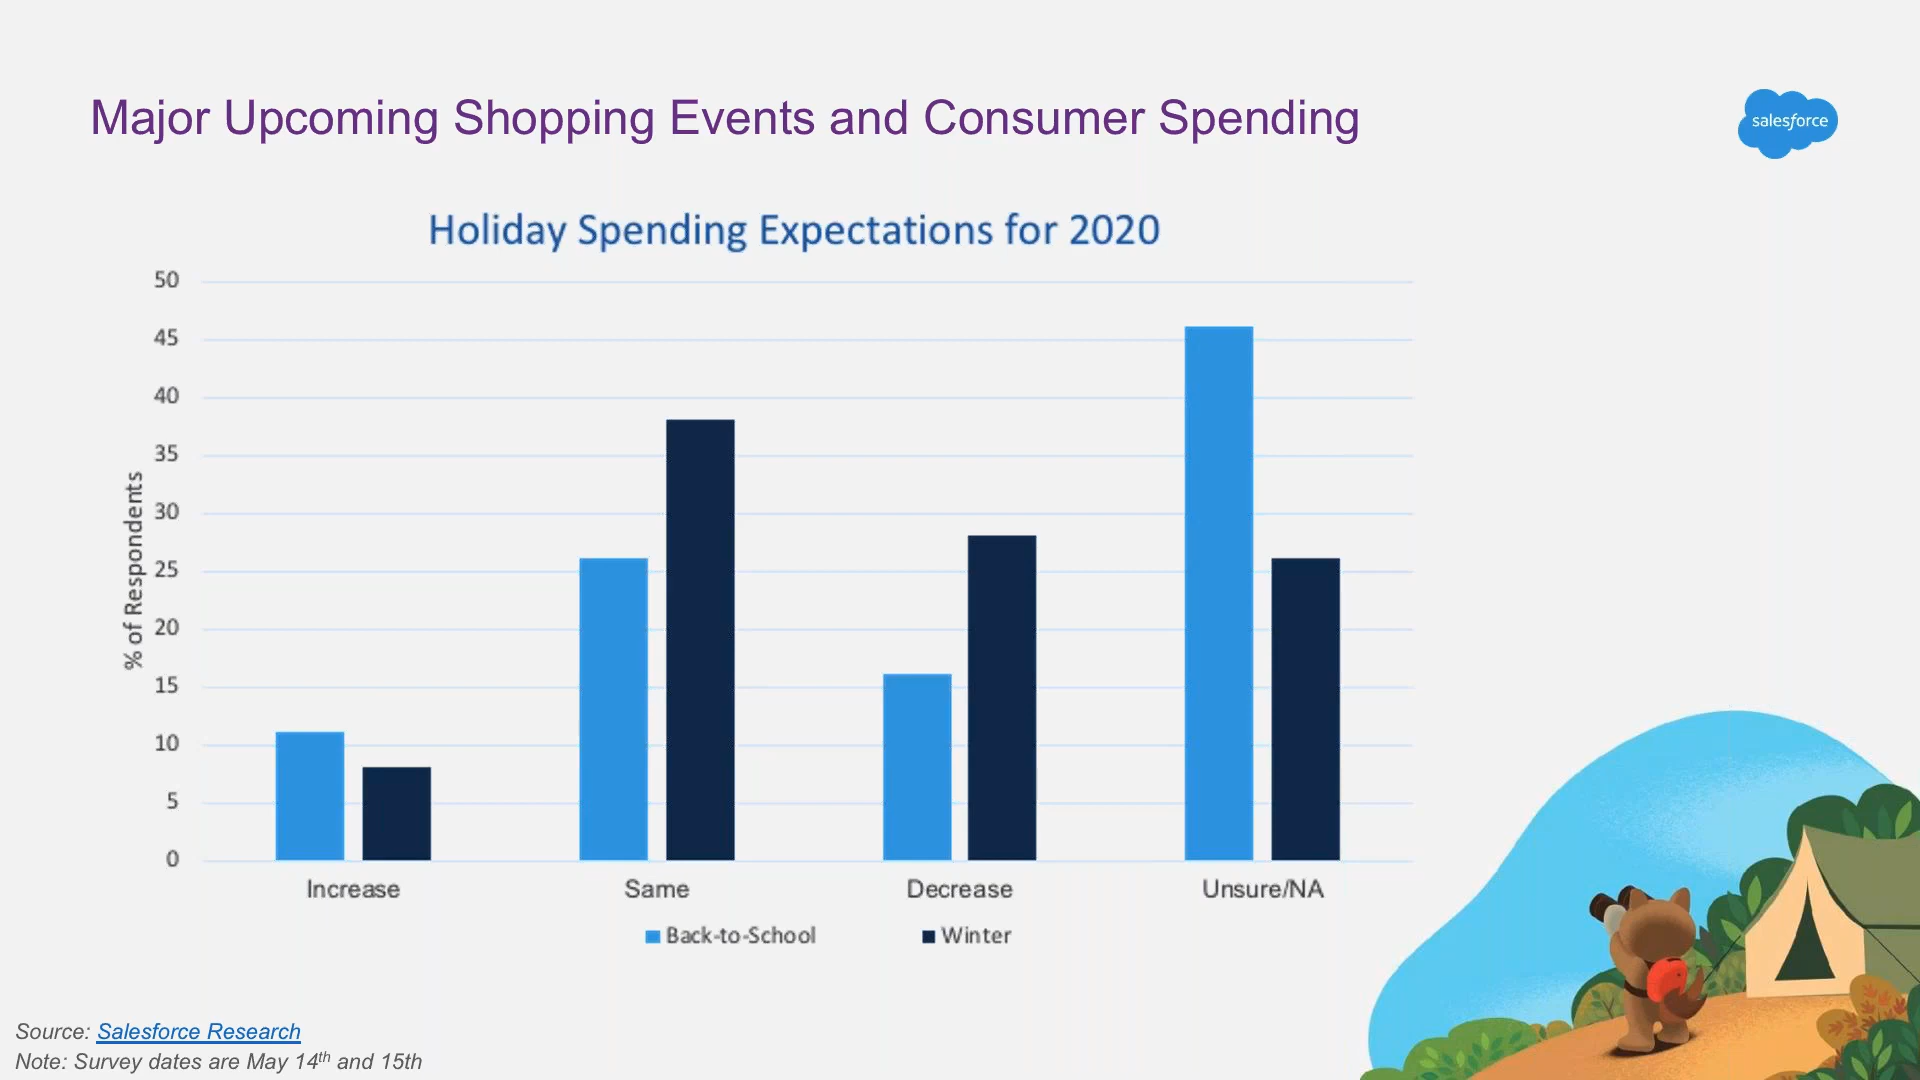 Major Upcoming Shopping Events and Consumer Spending
salesforce
Holiday Spending Expectations for 2020
% of Respondents
50
45
40
35
30
25
20
15
10
5
0
Increase Same Decrease Unsure/NA
Back-to-School Winter
Source: Salesforce Research
Note: Survey dates are May 14th and 15th